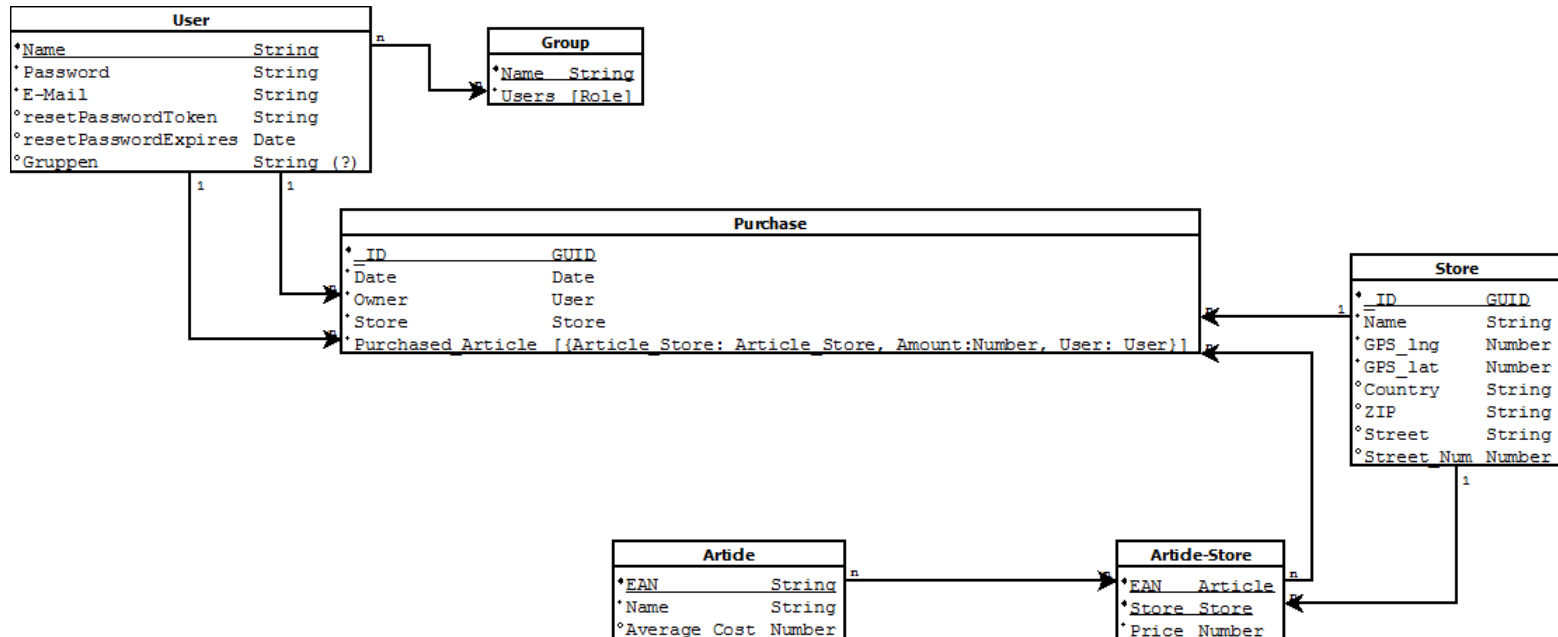 User
Name String
Password String
E-Mail String
resetPasswordToken String
resetPasswordExpires Date
Gruppen String (?)
n
Group
Name String
Users [Role]
n
1
1
Purchase
_ID GUID
Date Date
Owner User
Store Store
Purchased_Article [{Article_Store: Article_Store, Amount:Number, User: User}]
n
n
n
n
Store
_ID GUID
Name String
GPS_lng Number
GPS_lat Number
Country String
ZIP String
Street String
Street_Num Number
1
1
Article
EAN String
Name String
Average_Cost Number
n
n
Article-Store
EAN Article
Store Store
Price Number
n
n